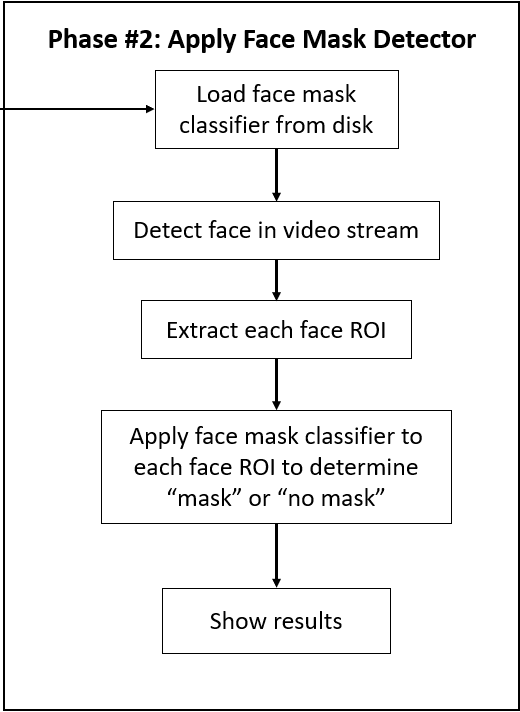 Phase #2: Apply Face Mask Detector
Load face mask
classifier from disk
Detect face in video stream
Extract each face ROI
Apply face mask classifier to
each face ROI to determine
“mask” or “no mask”
Show results